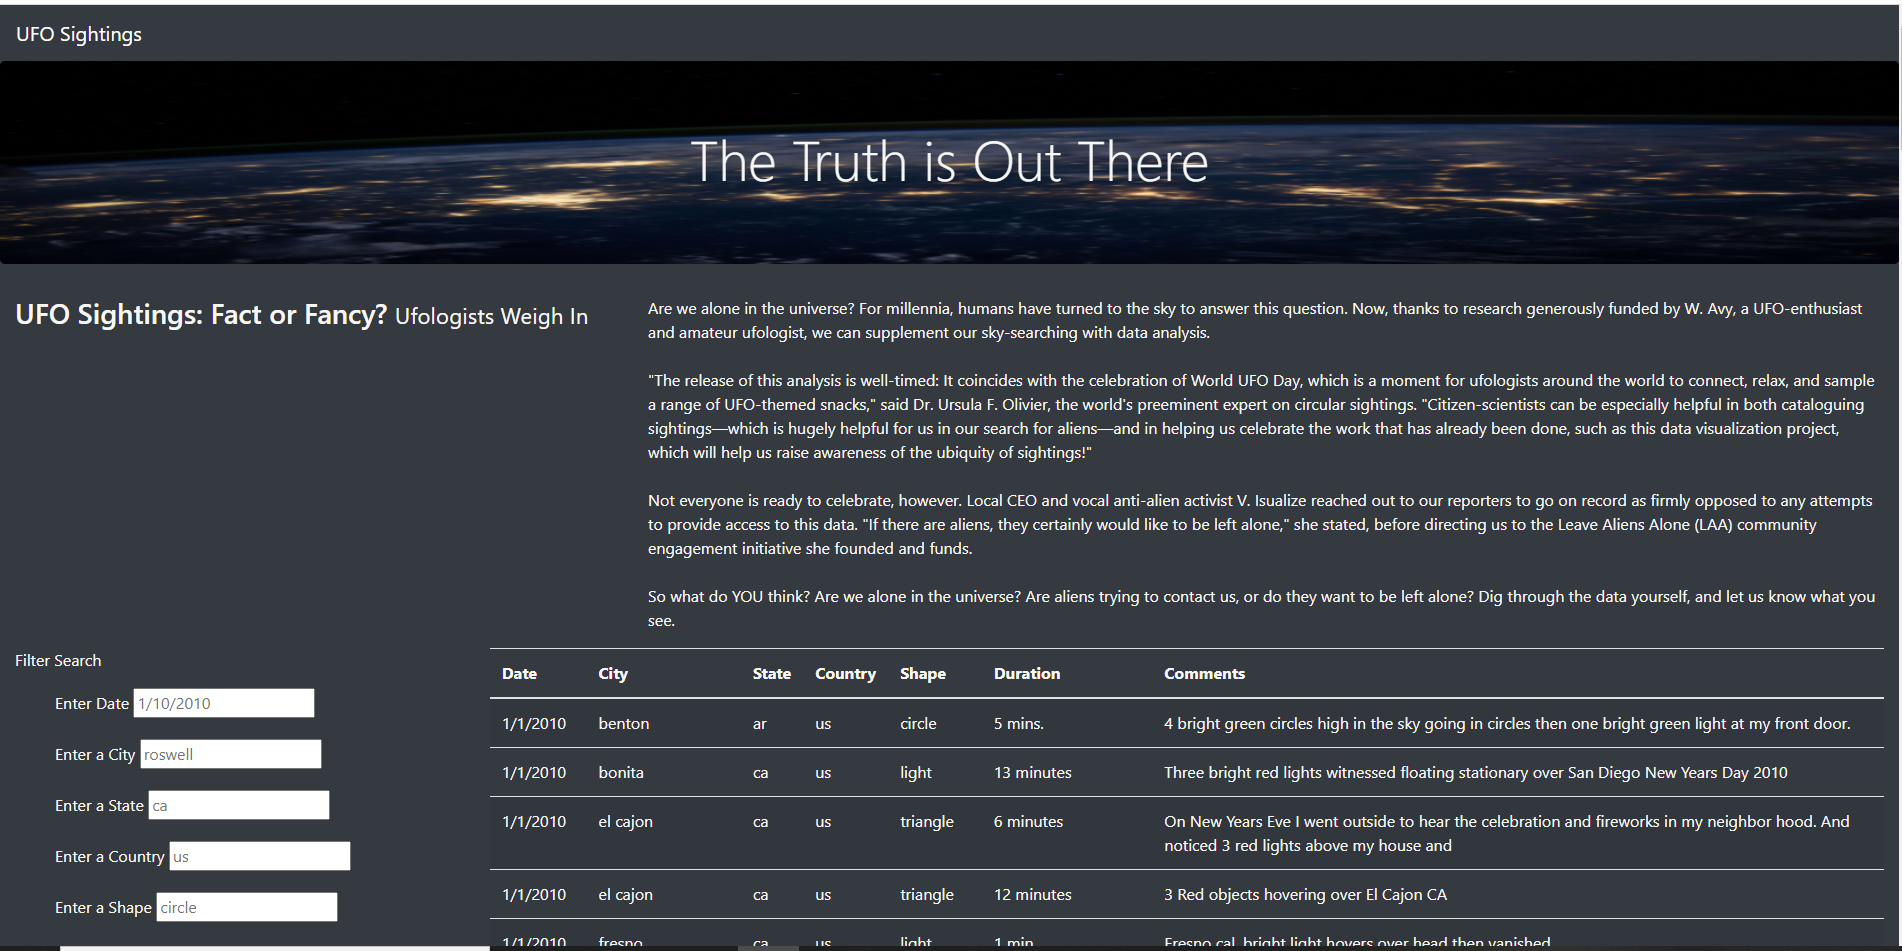 UFO Sightings
The Truth is Out There
UFO Sightings: Fact or Fancy? Ufologists Weigh In
Are we alone in the universe? For millennia, humans have turned to the sky to answer this question. Now, thanks to research generously funded by W. Avy, a UFO-enthusiast
and amateur ufologist, we can supplement our sky-searching with data analysis.
"The release of this analysis is well-timed: It coincides with the celebration of World UFO Day, which is a moment for ufologists around the world to connect, relax, and sample
a range of UFO-themed snacks," said Dr. Ursula F. Olivier, the world's preeminent expert on circular sightings. "Citizen-scientists can be especially helpful in both cataloguing
sightings—which is hugely helpful for us in our search for aliens—and in helping us celebrate the work that has already been done, such as this data visualization project,
which will help us raise awareness of the ubiquity of sightings!"
Not everyone is ready to celebrate, however. Local CEO and vocal anti-alien activist V. Isualize reached out to our reporters to go on record as firmly opposed to any attempts
to provide access to this data. "If there are aliens, they certainly would like to be left alone," she stated, before directing us to the Leave Aliens Alone (LAA) community
engagement initiative she founded and funds.
So what do YOU think? Are we alone in the universe? Are aliens trying to contact us, or do they want to be left alone? Dig through the data yourself, and let us know what you
see.
Filter Search
Enter Date 1/10/2010
Enter a City roswell
Enter a State ca
Enter a Country us
Enter a Shape circle
Date City State Country Shape Duration Comments
1/1/2010 benton ar us circle 5 mins. 4 bright green circles high in the sky going in circles then one bright green light at my front door.
1/1/2010 bonita ca us light 13 minutes Three bright red lights witnessed floating stationary over San Diego New Years Day 2010
1/1/2010 el cajon ca us triangle 6 minutes On New Years Eve I went outside to hear the celebration and fireworks in my neighbor hood. And
noticed 3 red lights above my house and
1/1/2010 el cajon ca us triangle 12 minutes 3 Red objects hovering over El Cajon CA
1/1/2010 fresno ca us light 1 min Fresno cal. bright light hovers over head then vanished